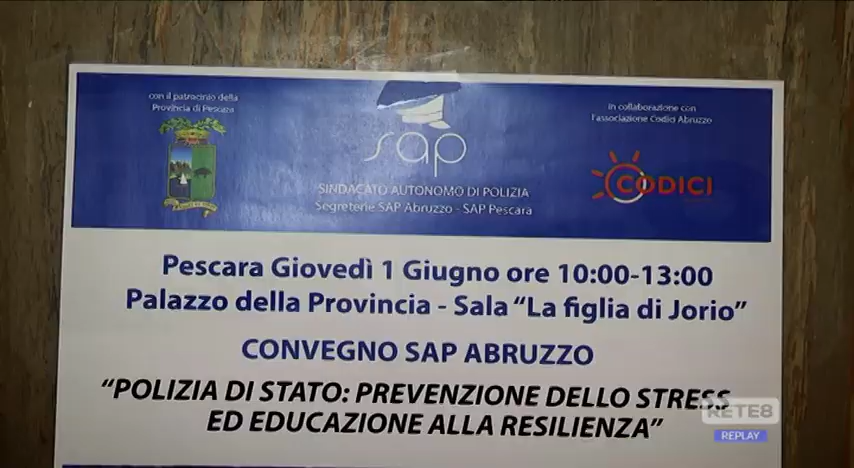 con il patrocinio della
Provincia di Pescara
sap
SINDACATO AUTONOMO DI POLIZIA
Segreterie SAP Abruzzo - SAP Pescara
in collaborazione con
l'associazione Codici Abruzzo
CODICI
Pescara Giovedì 1 Giugno ore 10:00-13:00
Palazzo della Provincia - Sala “La figlia di Jorio”
CONVEGNO SAP ABRUZZO
“POLIZIA DI STATO: PREVENZIONE DELLO STRESS
ED EDUCAZIONE ALLA RESILIENZA”
RETE8
REPLAY